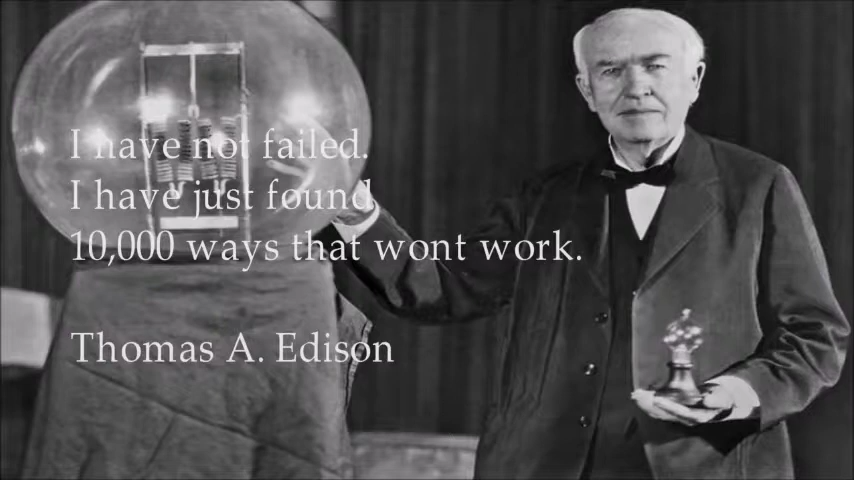 I have not failed.
I have just found
10,000 ways that wont work.
Thomas A. Edison